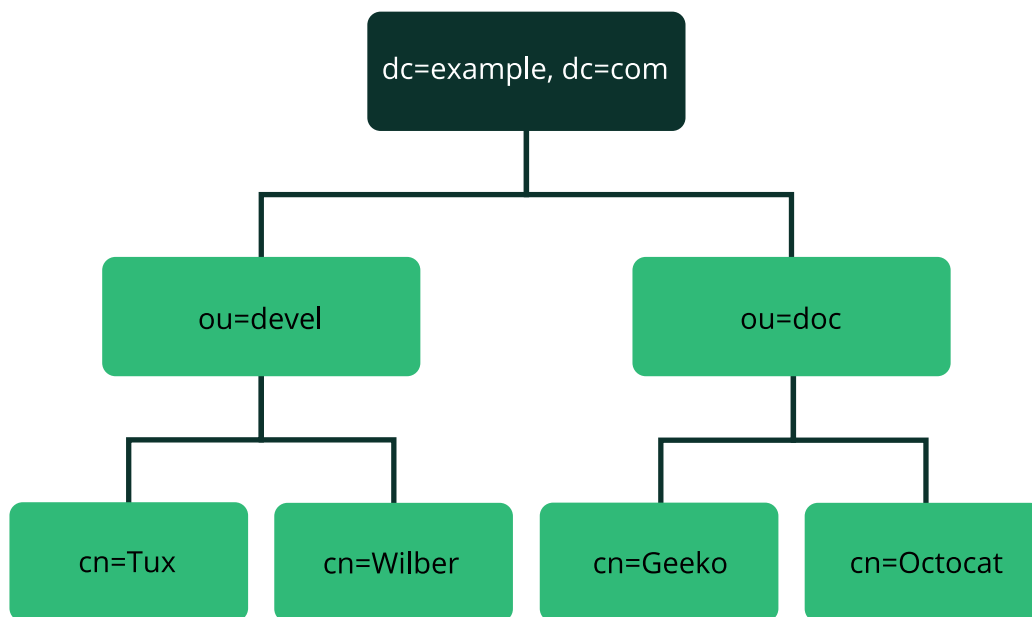 dc=example, dc=com
ou=devel
ou=doc
cn=Tux
cn=Wilber
cn=Geeko
cn=Octocat